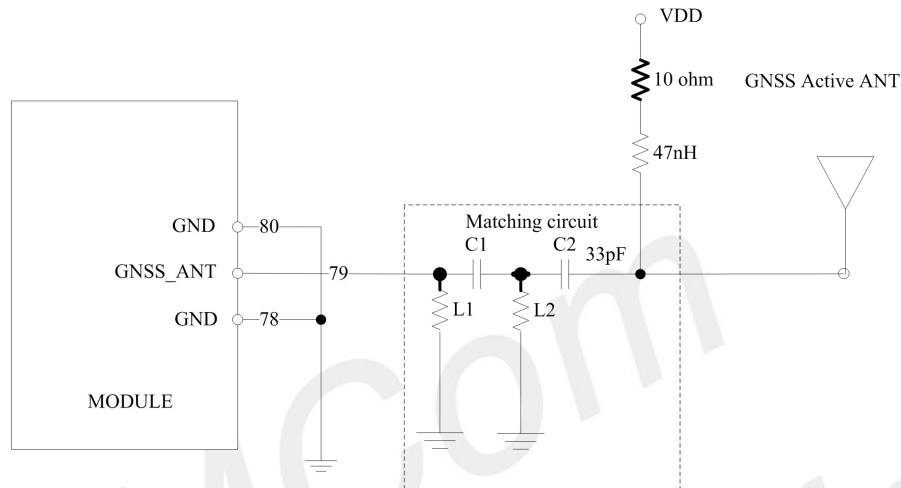 VDD
10 ohm
GNSS Active ANT
47nH
Matching circuit
C1
C2
33pF
GND
80
GNSS_ANT
79
GND
78
L1
L2
MODULE